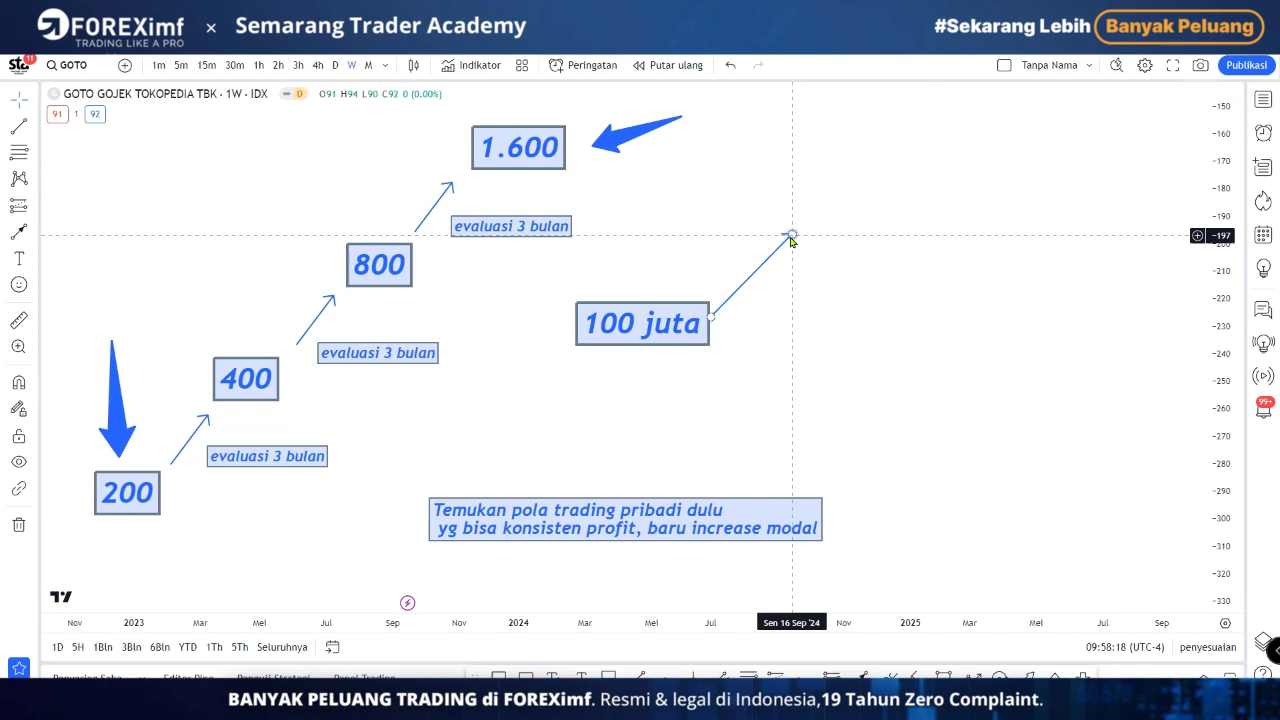 FOREXimf
TRADING LIKE A PRO
×
Semarang Trader Academy
#Sekarang Lebih
Banyak Peluang
sta
11
GOTO
1m 5m 15m 30m 1h 2h 3h 4h D W M
Indikator
Peringatan
Putar ulang
Tanpa Nama
Publikasi
GOTO GOJEK TOKOPEDIA TBK · 1W · IDX
D
O91 H94 L90 C92 0 (0.00%)
91 1 92
1.600
evaluasi 3 bulan
800
100 juta
evaluasi 3 bulan
400
evaluasi 3 bulan
200
Temukan pola trading pribadi dulu
yg bisa konsisten profit, baru increase modal
−150
−160
−170
−180
−190
−197
−200
−210
−220
−230
−240
−250
−260
−270
−280
−290
−300
−310
−320
−330
99+
Nov 2023 Mar Mei Jul Sep Nov 2024 Mar Mei Jul Sen 16 Sep '24 Nov 2025 Mar Mei Jul Sep
1D 5H 1Bln 3Bln 6Bln YTD 1Th 5Th Seluruhnya
09:58:18 (UTC-4)
penyesuaian
BANYAK PELUANG TRADING di FOREXimf. Resmi & legal di Indonesia,19 Tahun Zero Complaint.